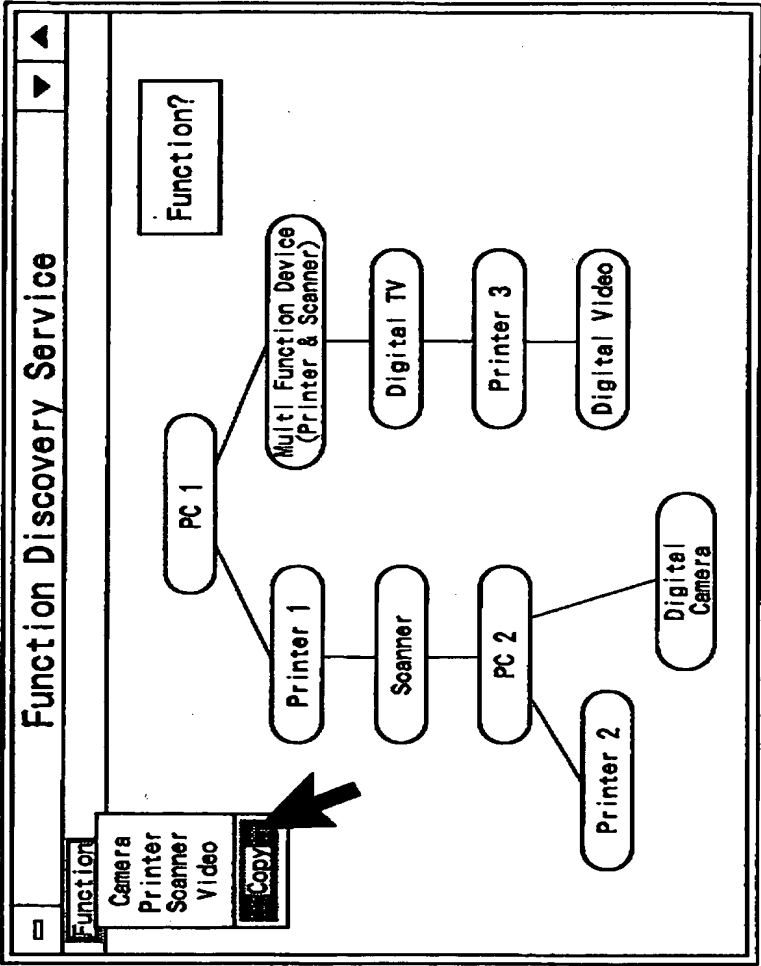 Function Discovery Service
Function
Camera
Printer
Scanner
Video
Copy
Function?
PC 1
Printer 1
Multi Function Device
(Printer & Scanner)
Scanner
Digital TV
PC 2
Printer 3
Printer 2
Digital Video
Digital
Camera